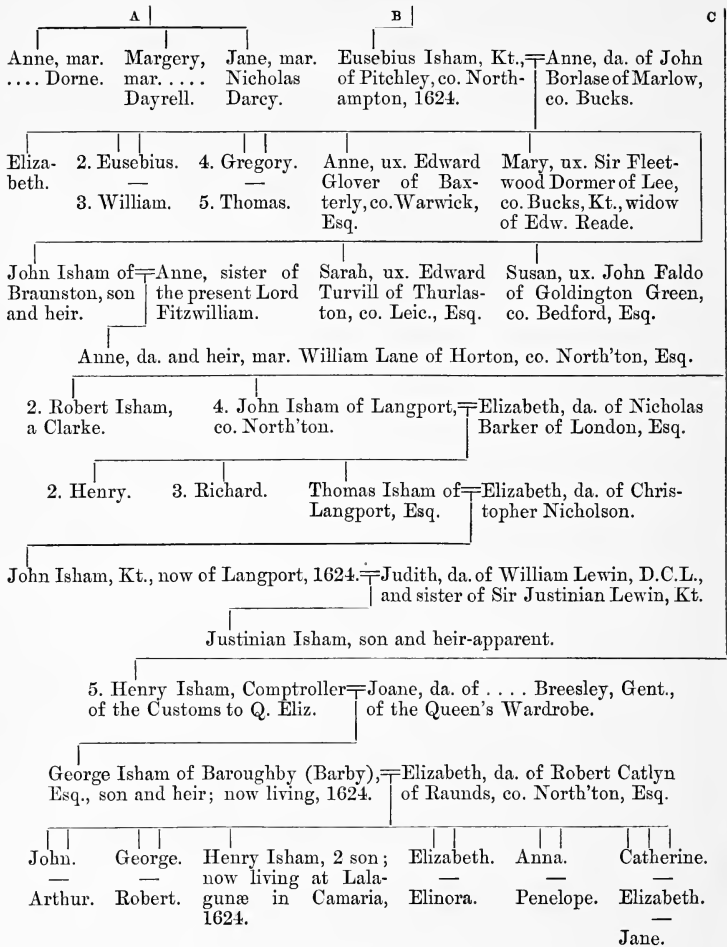 A B C
Anne, mar. .... Dorne.
Margery, mar. ..... Dayrell.
Jane, mar. Nicholas Darcy.
Eusebius Isham, Kt., of Pitchley, co. North-
ampton, 1624.
Anne, da. of John Borlase of Marlow, co. Bucks.
Eliza-
beth.
2. Eusebius.
—
3. William.
4. Gregory.
—
5. Thomas.
Anne, ux. Edward
Glover of Bax-
terly, co. Warwick,
Esq.
Mary, ux. Sir Fleet-
wood Dormer of Lee,
co. Bucks, Kt., widow
of Edw. Reade.
John Isham of
Braunston, son
and heir.
Anne, sister of
the present Lord
Fitzwilliam.
Sarah, ux. Edward
Turvill of Thurlas-
ton, co. Leic., Esq.
Susan, ux. John Faldo
of Goldington Green,
co. Bedford, Esq.
Anne, da. and heir, mar. William Lane of Horton, co. North'ton, Esq.
2. Robert Isham,
a Clarke.
4. John Isham of Langport,
co. North'ton.
Elizabeth, da. of Nicholas
Barker of London, Esq.
2. Henry.
3. Richard.
Thomas Isham of
Langport, Esq.
Elizabeth, da. of Chris-
topher Nicholson.
John Isham, Kt., now of Langport, 1624.
Judith, da. of William Lewin, D.C.L.,
and sister of Sir Justinian Lewin, Kt.
Justinian Isham, son and heir-apparent.
5. Henry Isham, Comptroller
of the Customs to Q. Eliz.
Joane, da. of .... Breesley, Gent.,
of the Queen's Wardrobe.
George Isham of Baroughby (Barby),
Esq., son and heir; now living, 1624.
Elizabeth, da. of Robert Catlyn
of Raunds, co. North'ton, Esq.
John.
—
Arthur.
George.
—
Robert.
Henry Isham, 2 son;
now living at Lala-
gunæ in Camaria,
1624.
Elizabeth.
—
Elinora.
Anna.
—
Penelope.
Catherine.
—
Elizabeth.
—
Jane.